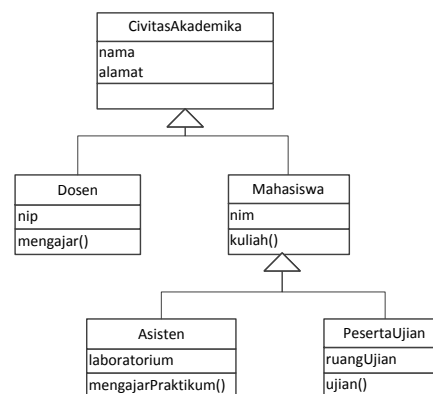 CivitasAkademika
nama
alamat
Dosen
nip
mengajar()
Mahasiswa
nim
kuliah()
Asisten
laboratorium
mengajarPraktikum()
PesertaUjian
ruangUjian
ujian()